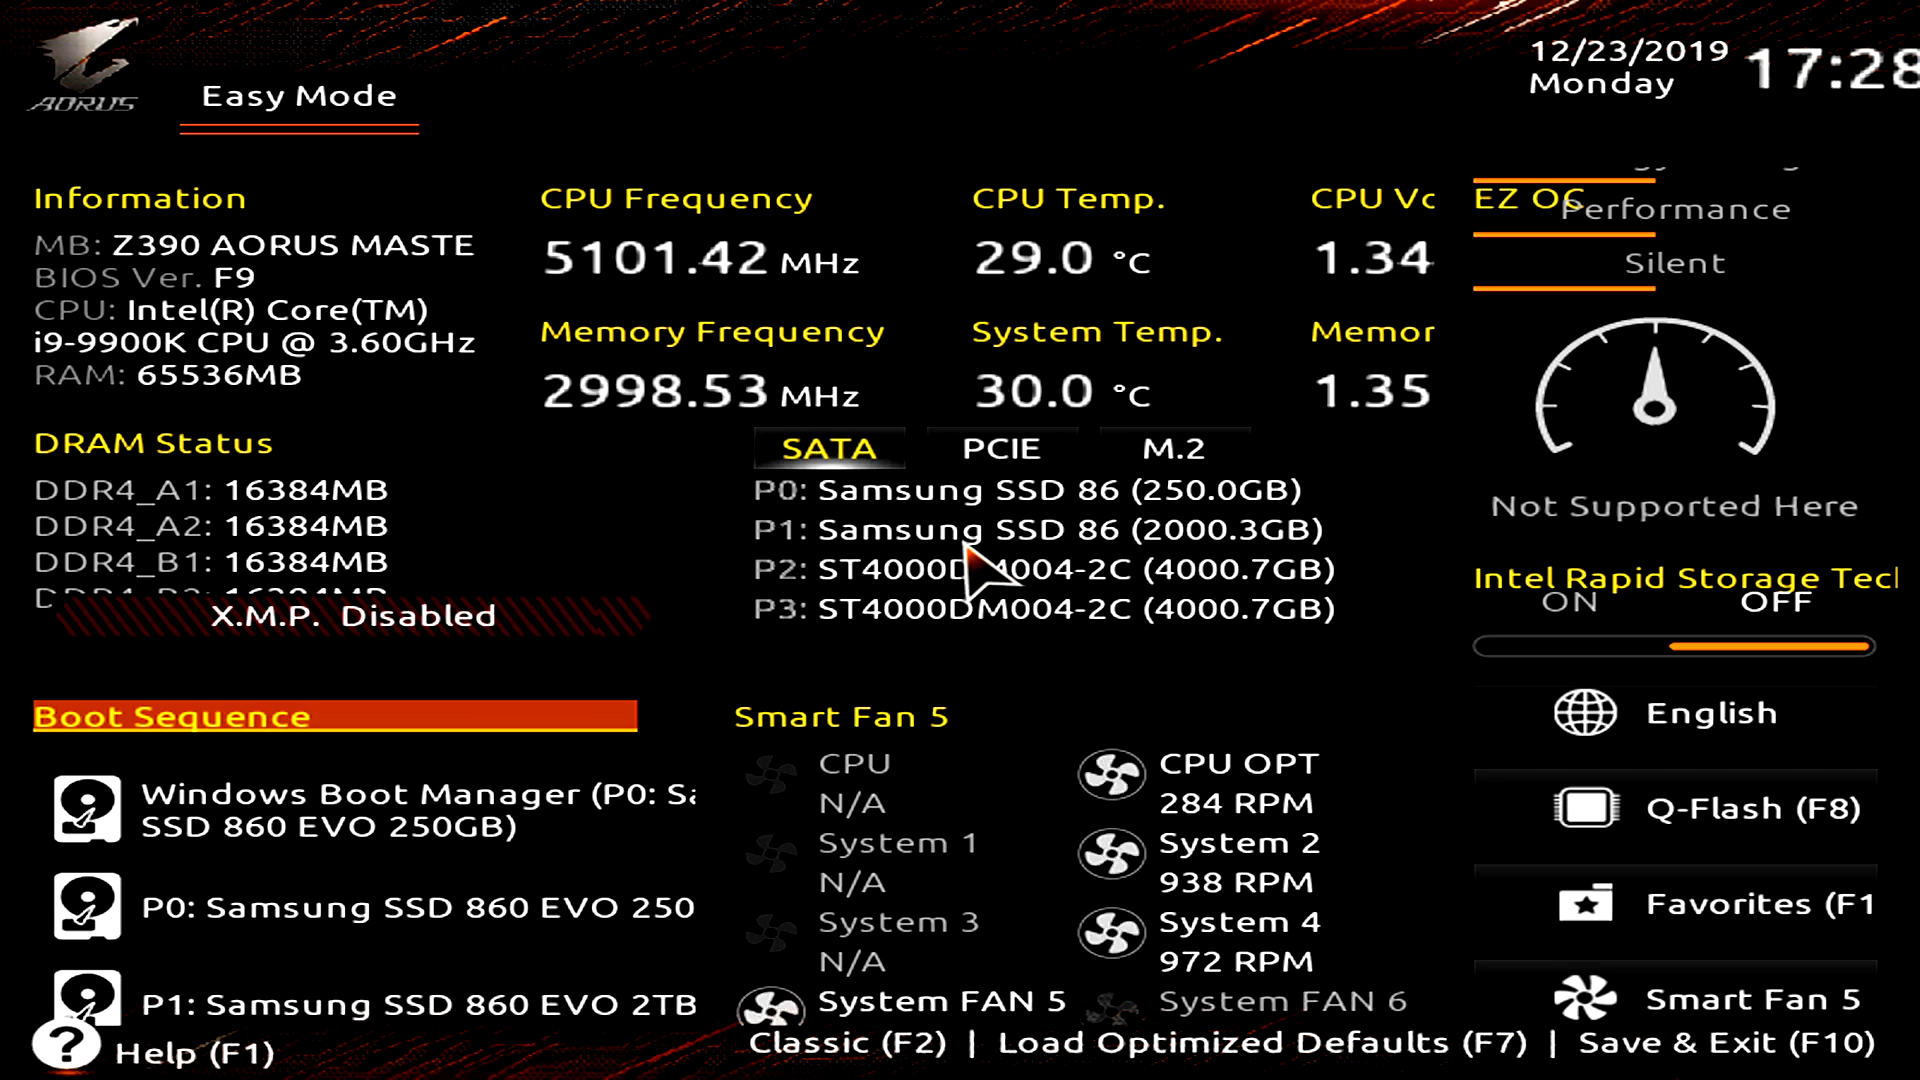 AORUS
Easy Mode
12/23/2019
Monday
17:28
Information
MB: Z390 AORUS MASTE
BIOS Ver. F9
CPU: Intel(R) Core(TM)
i9-9900K CPU @ 3.60GHz
RAM: 65536MB
CPU Frequency
5101.42 MHz
CPU Temp.
29.0 °C
CPU Vc
1.34
Memory Frequency
2998.53 MHz
System Temp.
30.0 °C
Memor
1.35
EZ OC
Performance
Silent
Not Supported Here
DRAM Status
DDR4_A1: 16384MB
DDR4_A2: 16384MB
DDR4_B1: 16384MB
X.M.P. Disabled
SATA PCIE M.2
P0: Samsung SSD 86 (250.0GB)
P1: Samsung SSD 86 (2000.3GB)
P2: ST4000DM004-2C (4000.7GB)
P3: ST4000DM004-2C (4000.7GB)
Intel Rapid Storage Tecl
ON OFF
Boot Sequence
Windows Boot Manager (P0: Sa
SSD 860 EVO 250GB)
P0: Samsung SSD 860 EVO 250
P1: Samsung SSD 860 EVO 2TB
Smart Fan 5
CPU
N/A
CPU OPT
284 RPM
System 1
N/A
System 2
938 RPM
System 3
N/A
System 4
972 RPM
System FAN 5
System FAN 6
English
Q-Flash (F8)
Favorites (F1
Smart Fan 5
? Help (F1)
Classic (F2) | Load Optimized Defaults (F7) | Save & Exit (F10)